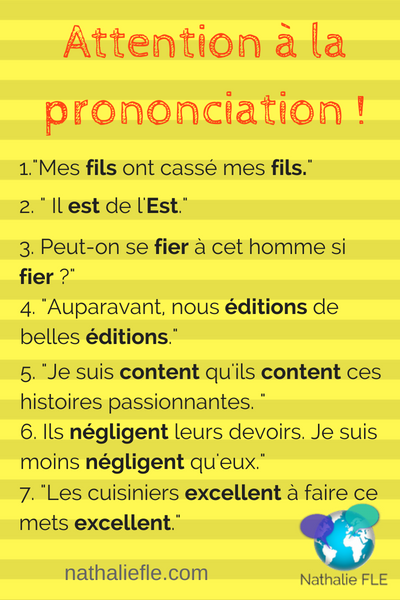 Attention à la
prononciation !
1."Mes fils ont cassé mes fils."
2. " Il est de l'Est."
3. Peut-on se fier à cet homme si
fier ?"
4. "Auparavant, nous éditions de
belles éditions."
5. "Je suis content qu'ils content ces
histoires passionnantes. "
6. Ils négligent leurs devoirs. Je suis
moins négligent qu'eux."
7. "Les cuisiniers excellent à faire ce
mets excellent."
nathaliefle.com
Nathalie FLE